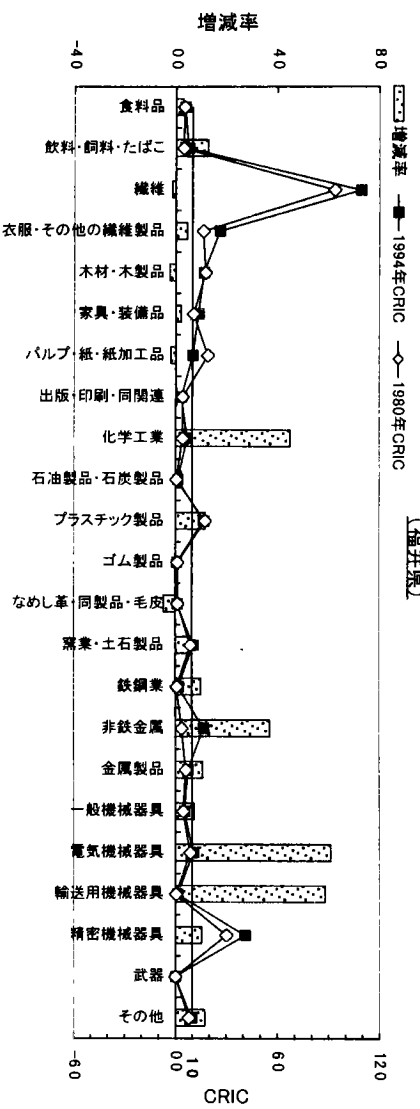 (福井県)
増減率 1994年CRIC 1980年CRIC
増減率
-40 00 40 80
食料品
飲料・飼料・たばこ
繊維
衣服・その他の繊維製品
木材・木製品
家具・装備品
パルプ・紙・紙加工品
出版・印刷・同関連
化学工業
石油製品・石炭製品
プラスチック製品
ゴム製品
なめし革・同製品・毛皮
窯業・土石製品
鉄鋼業
非鉄金属
金属製品
一般機械器具
電気機械器具
輸送用機械器具
精密機械器具
武器
その他
-60 00 10 60 120
CRIC